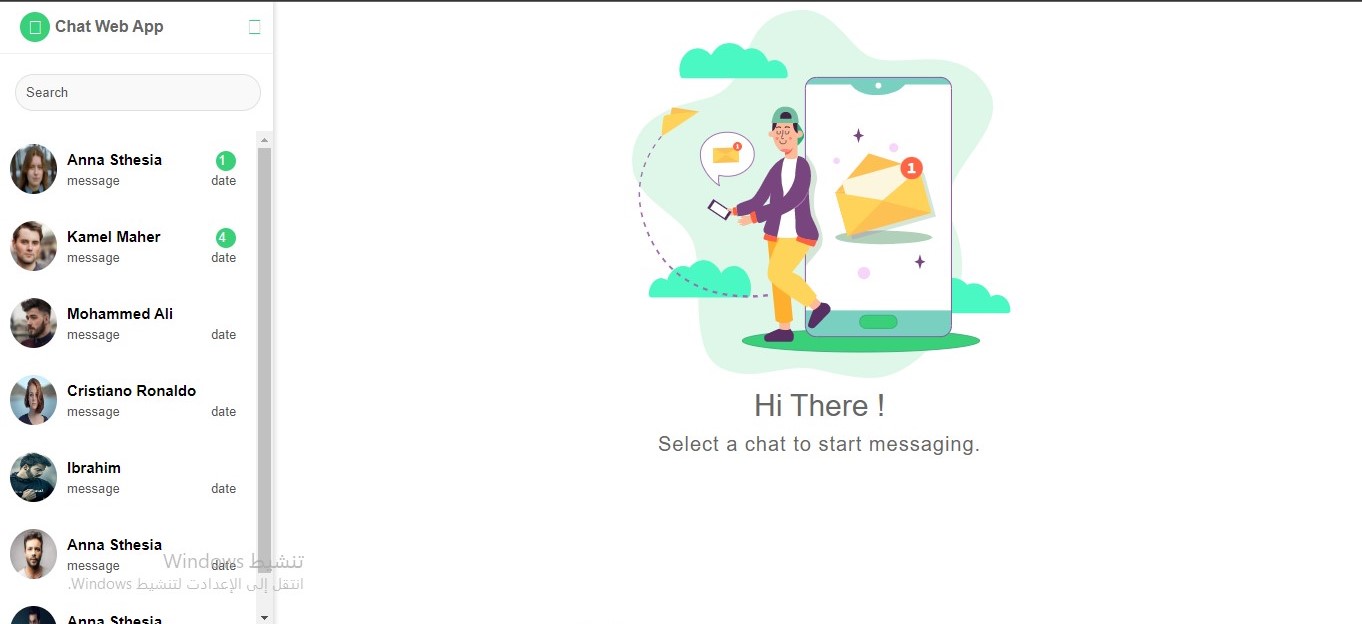 Chat Web App
Search
Anna Sthesia 1
message date
Kamel Maher 4
message date
Mohammed Ali
message date
Cristiano Ronaldo
message date
Ibrahim
message date
Anna Sthesia
message date
Anna Sthesia
1
1
Hi There !
Select a chat to start messaging.
تنشيط Windows
انتقل إلى الإعدادت لتنشيط Windows.